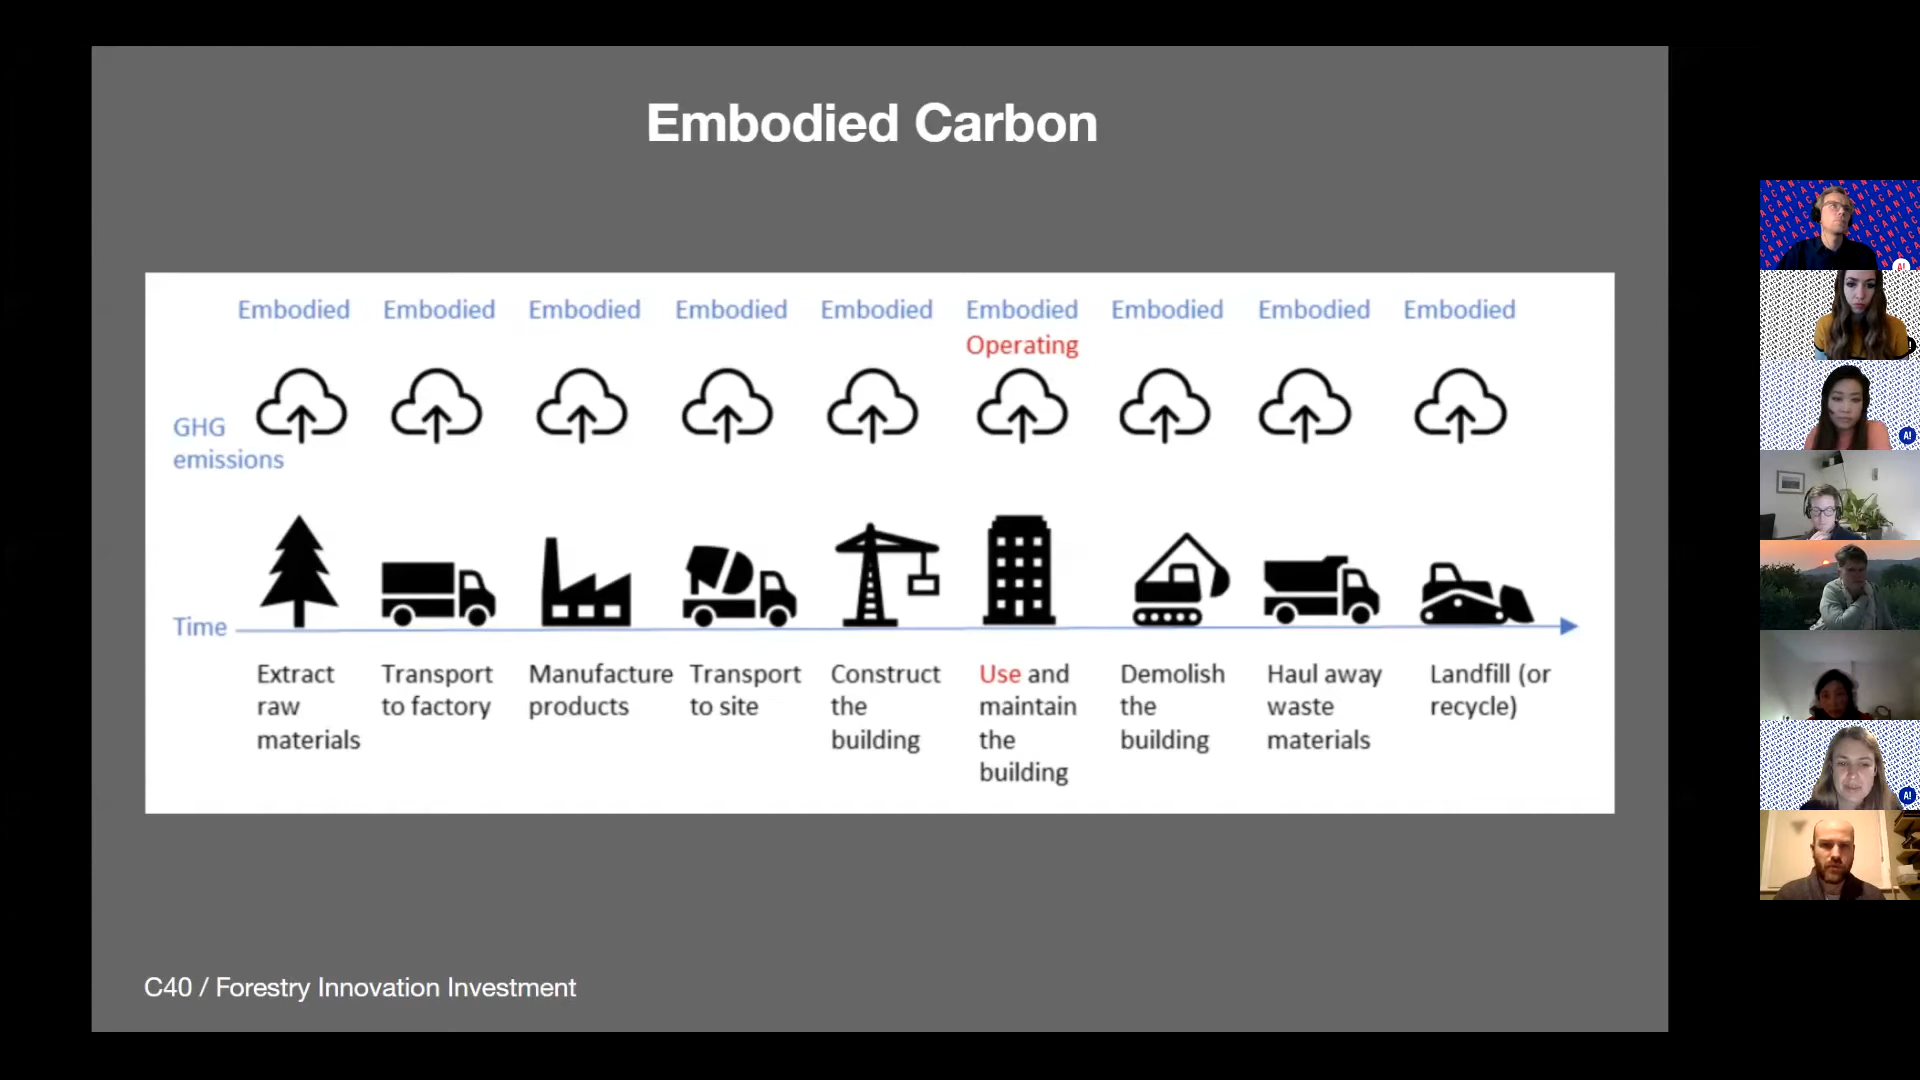 Embodied Carbon
Embodied Embodied Embodied Embodied Embodied Embodied Embodied Embodied Embodied
Operating
GHG
emissions
Time
Extract
raw
materials
Transport
to factory
Manufacture
products
Transport
to site
Construct
the
building
Use and
maintain
the
building
Demolish
the
building
Haul away
waste
materials
Landfill (or
recycle)
C40 / Forestry Innovation Investment
A!
A!
A!